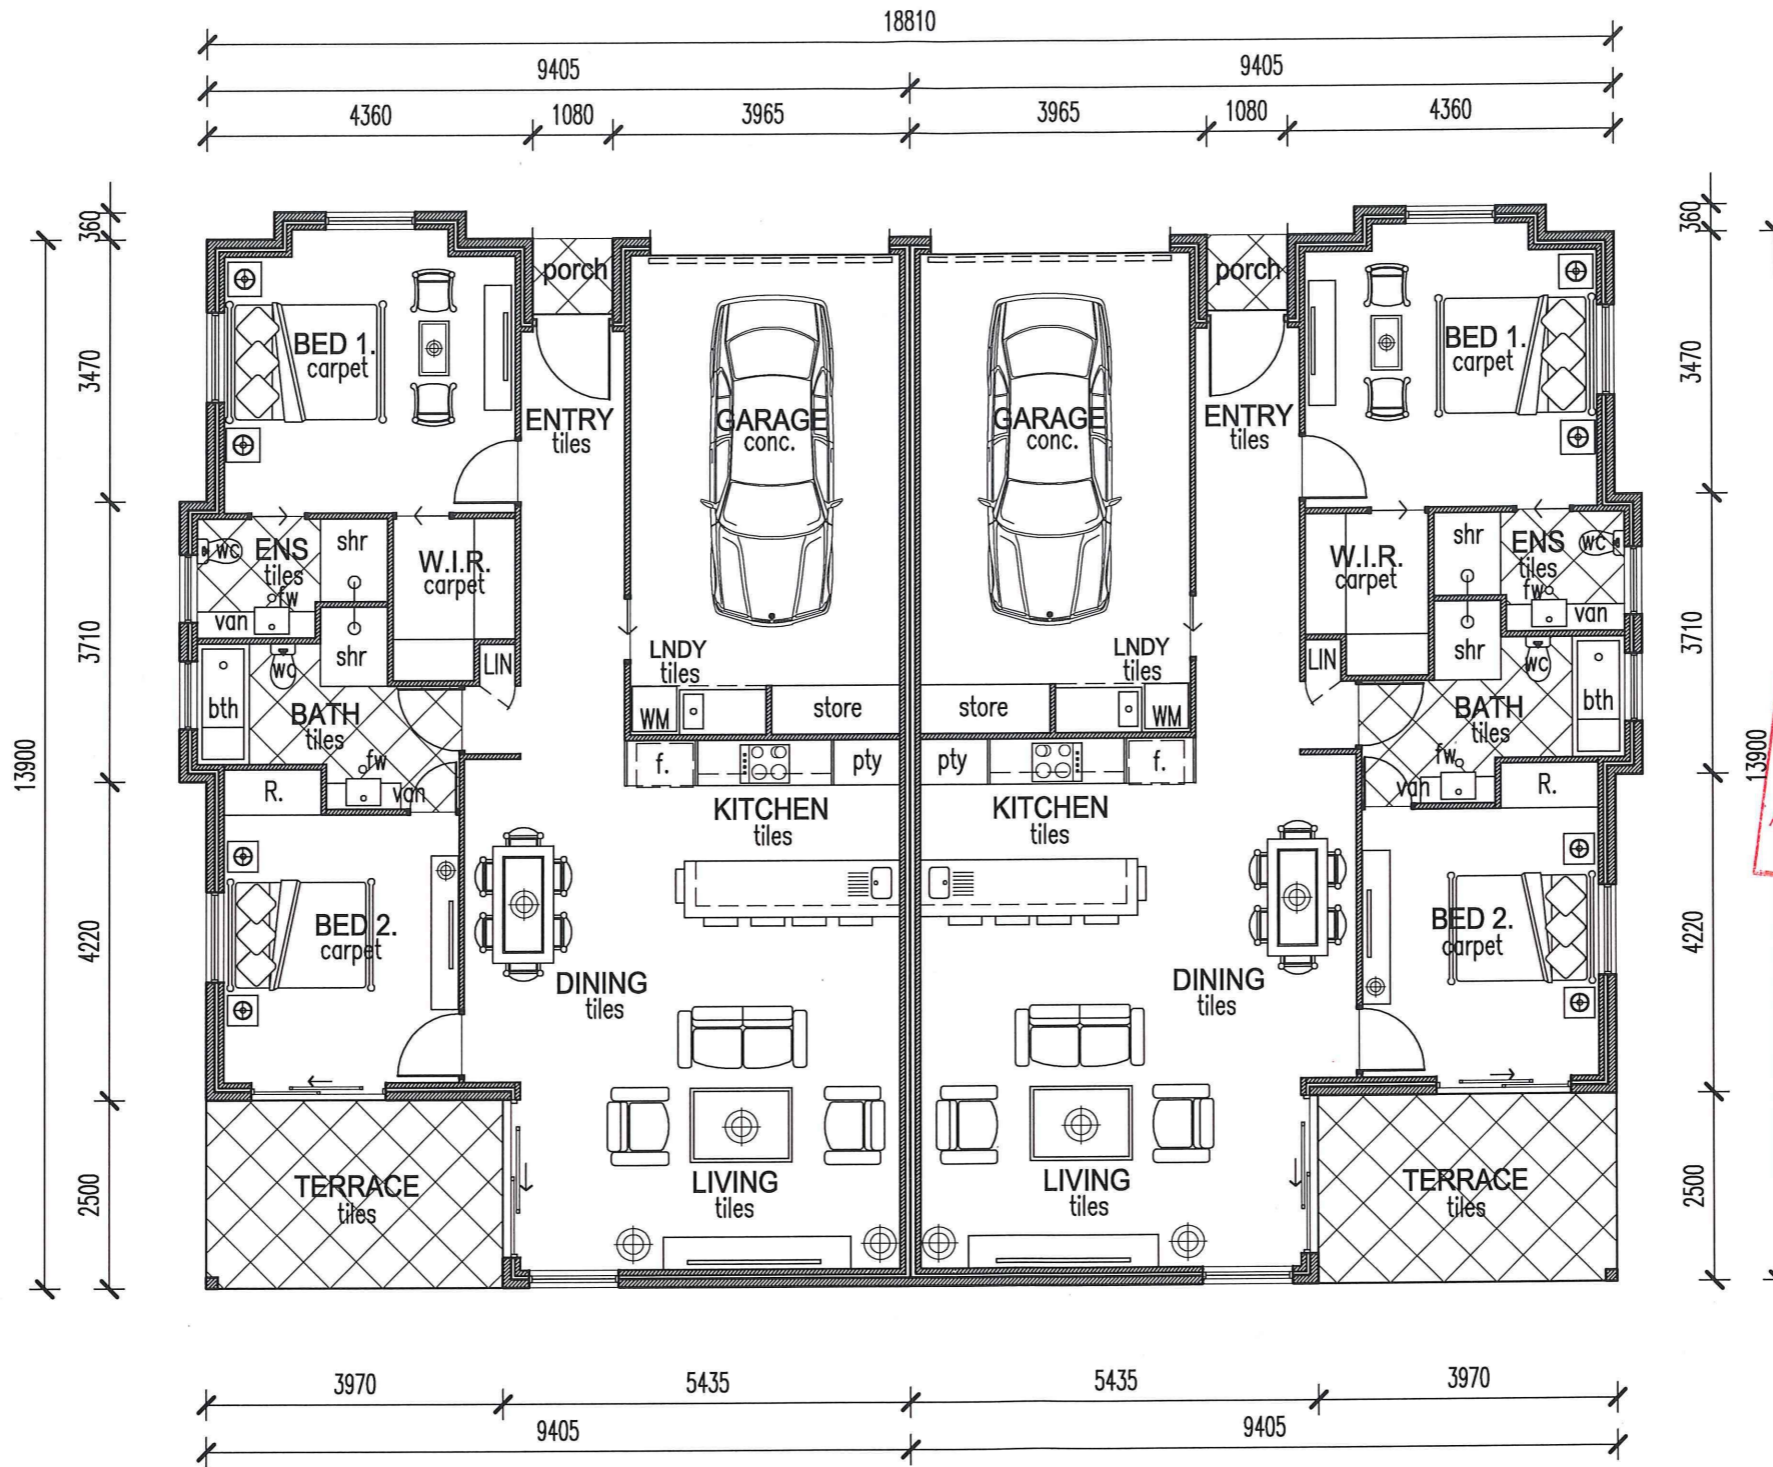 18810
9405
9405
4360
1080
3965
3965
1080
4360
360
3470
3710
4220
2500
13900
360
3470
3710
4220
2500
13900
porch
porch
BED 1.
carpet
BED 1.
carpet
ENTRY
tiles
GARAGE
conc.
GARAGE
conc.
ENTRY
tiles
wc
ENS
tiles
fw
van
shr
W.I.R.
carpet
shr
LIN
LNDY
tiles
LNDY
tiles
W.I.R.
carpet
shr
ENS
tiles
fw
wc
van
shr
LIN
bth
wc
BATH
tiles
fw
van
R.
WM
store
store
WM
f.
pty
pty
f.
wc
bth
BATH
tiles
fw
van
R.
KITCHEN
tiles
KITCHEN
tiles
BED 2.
carpet
DINING
tiles
DINING
tiles
BED 2.
carpet
TERRACE
tiles
LIVING
tiles
LIVING
tiles
TERRACE
tiles
3970
5435
5435
3970
9405
9405